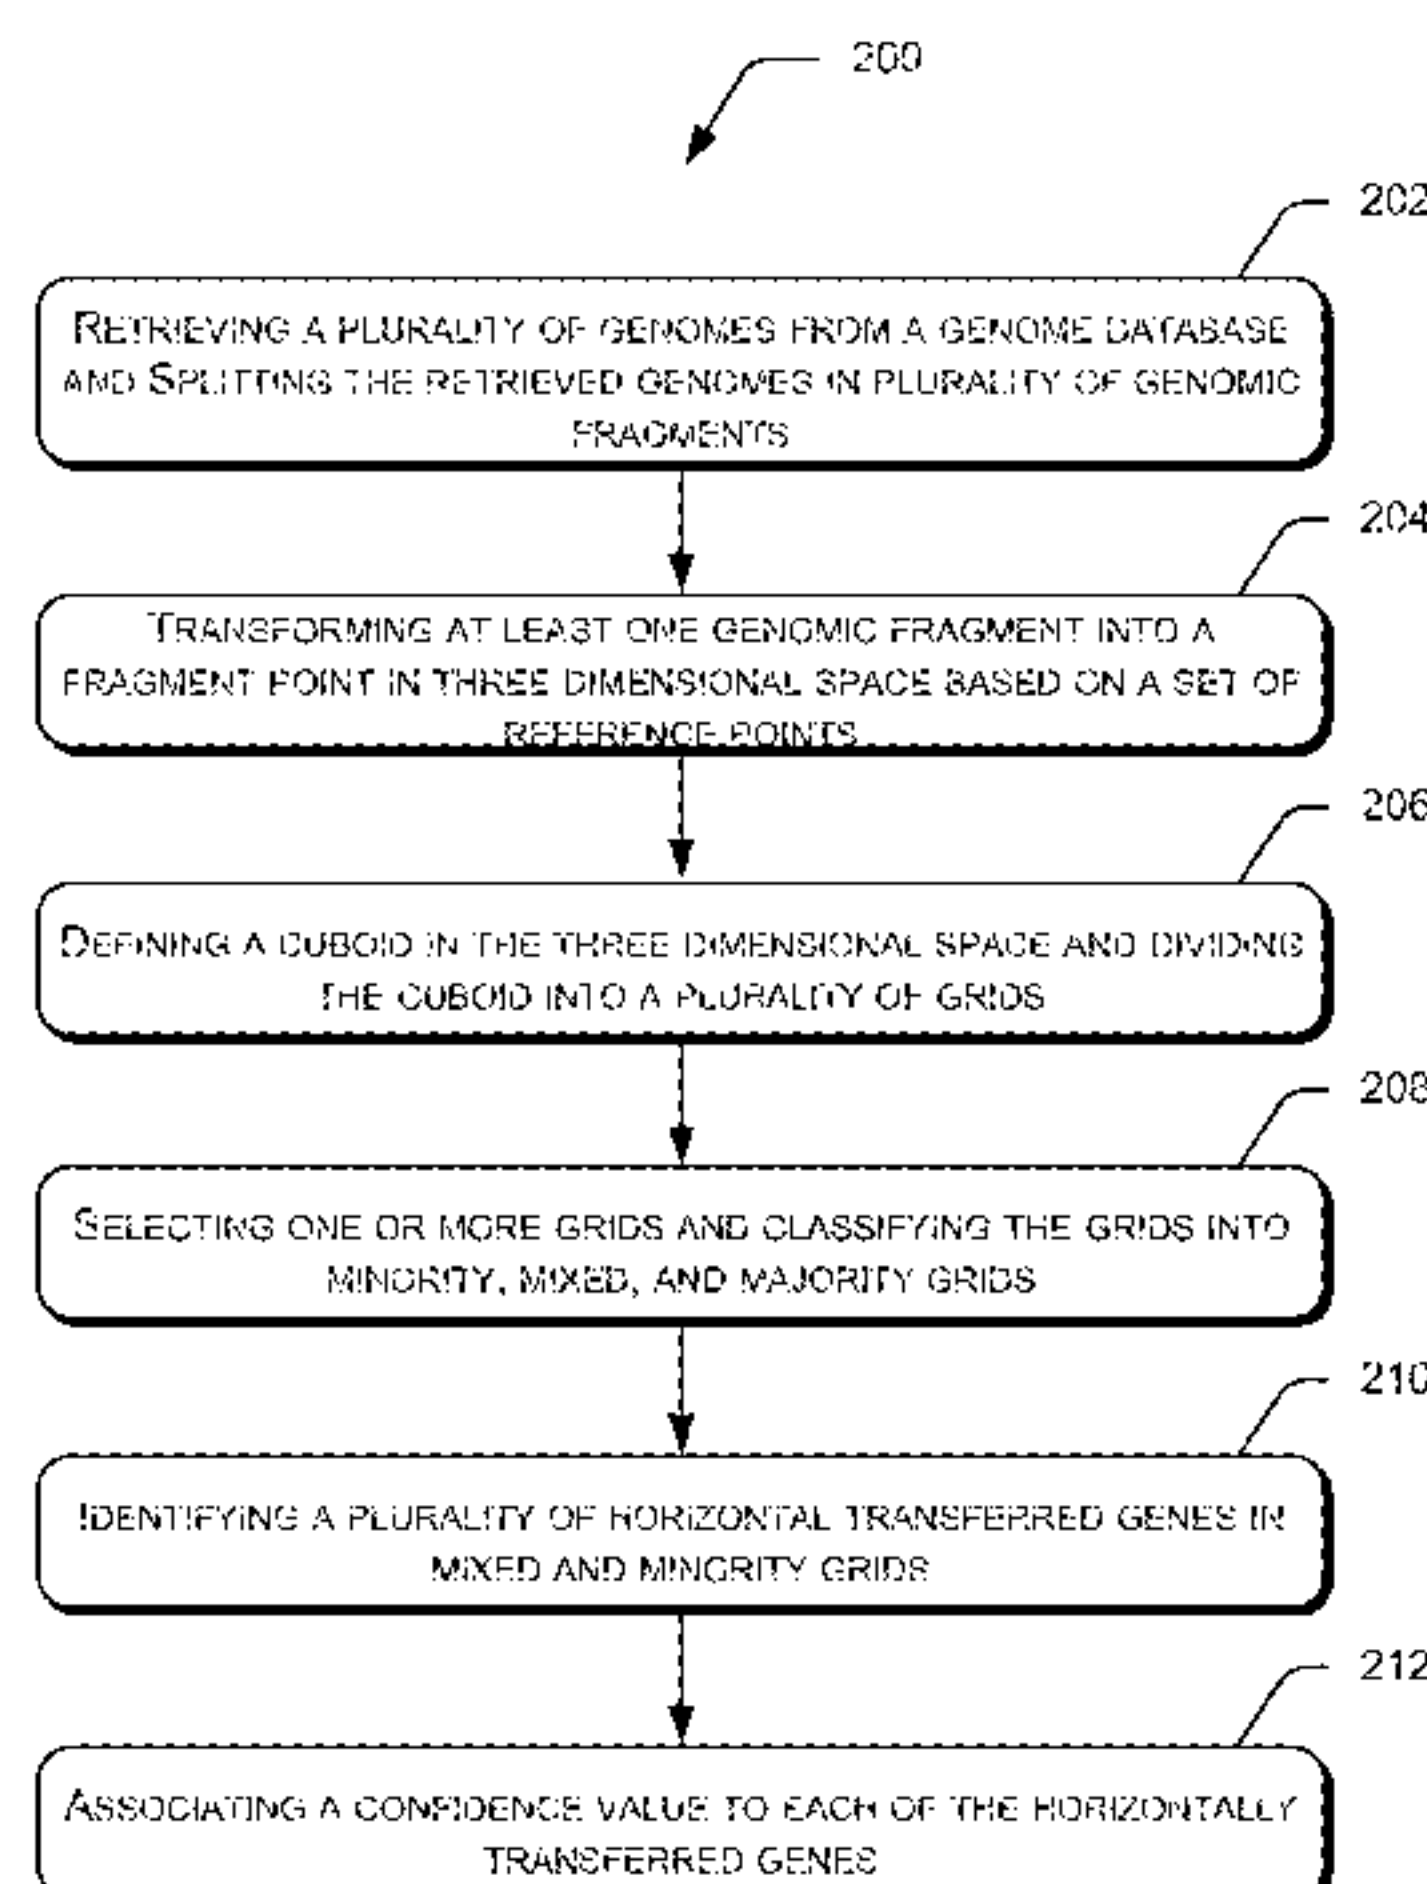 200
202
RETRIEVING A PLURALITY OF GENOMES FROM A GENOME DATABASE
AND SPLITTING THE RETRIEVED GENOMES IN PLURALITY OF GENOMIC
FRAGMENTS
204
TRANSFORMING AT LEAST ONE GENOMIC FRAGMENT INTO A
FRAGMENT POINT IN THREE DIMENSIONAL SPACE BASED ON A SET OF
REFERENCE POINTS
206
DEFINING A CUBOID IN THE THREE DIMENSIONAL SPACE AND DIVIDING
THE CUBOID INTO A PLURALITY OF GRIDS
208
SELECTING ONE OR MORE GRIDS AND CLASSIFYING THE GRIDS INTO
MINORITY, MIXED, AND MAJORITY GRIDS
210
IDENTIFYING A PLURALITY OF HORIZONTAL TRANSFERRED GENES IN
MIXED AND MINORITY GRIDS
212
ASSOCIATING A CONFIDENCE VALUE TO EACH OF THE HORIZONTALLY
TRANSFERRED GENES